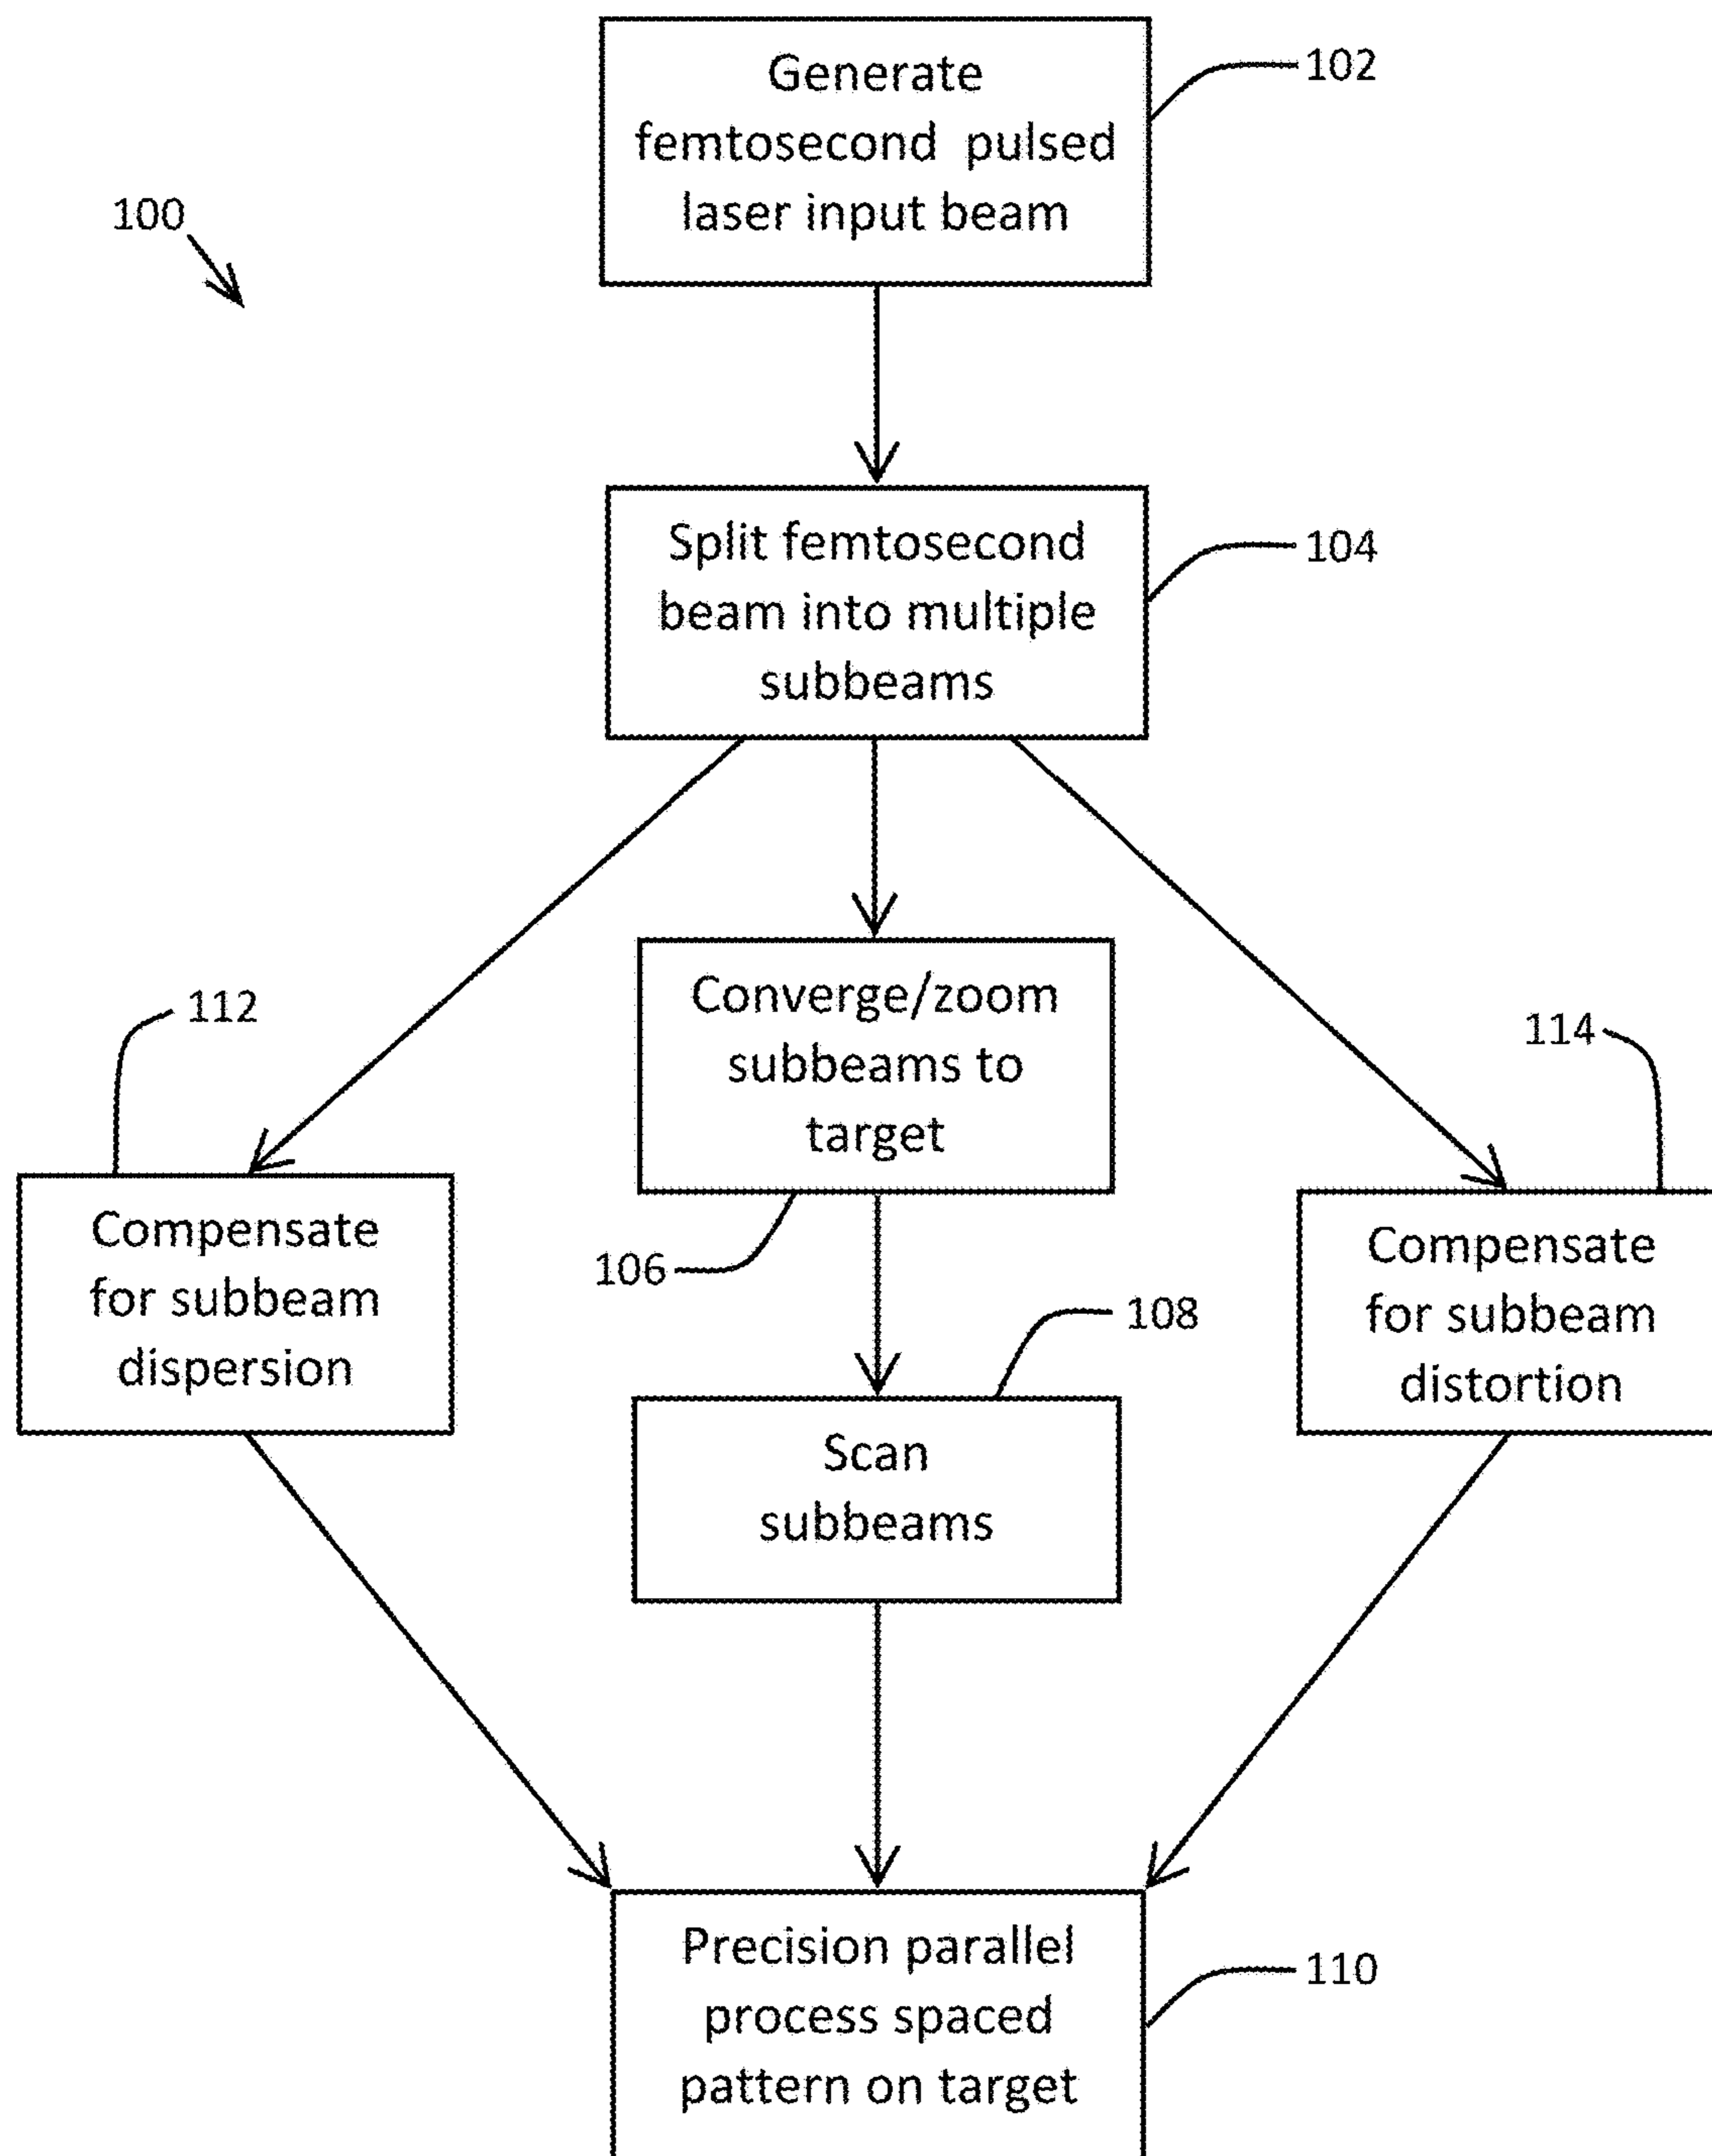 Generate
femtosecond pulsed
laser input beam
102
100
Split femtosecond
beam into multiple
subbeams
104
Converge/zoom
subbeams to
target
112
114
Compensate
for subbeam
dispersion
106
108
Compensate
for subbeam
distortion
Scan
subbeams
Precision parallel
process spaced
pattern on target
110